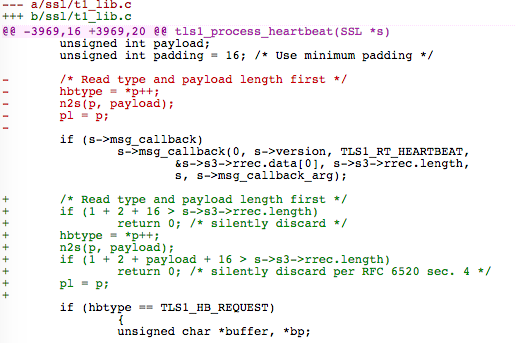 --- a/ssl/t1_lib.c
+++ b/ssl/t1_lib.c
@@ -3969,16 +3969,20 @@ tls1_process_heartbeat(SSL *s)
        unsigned int payload;
        unsigned int padding = 16; /* Use minimum padding */

-       /* Read type and payload length first */
-       hbtype = *p++;
-       n2s(p, payload);
-       pl = p;
-
        if (s->msg_callback)
                s->msg_callback(0, s->version, TLS1_RT_HEARTBEAT,
                        &s->s3->rrec.data[0], s->s3->rrec.length,
                        s, s->msg_callback_arg);

+       /* Read type and payload length first */
+       if (1 + 2 + 16 > s->s3->rrec.length)
+               return 0; /* silently discard */
+       hbtype = *p++;
+       n2s(p, payload);
+       if (1 + 2 + payload + 16 > s->s3->rrec.length)
+               return 0; /* silently discard per RFC 6520 sec. 4 */
+       pl = p;
+
        if (hbtype == TLS1_HB_REQUEST)
                {
                unsigned char *buffer, *bp;